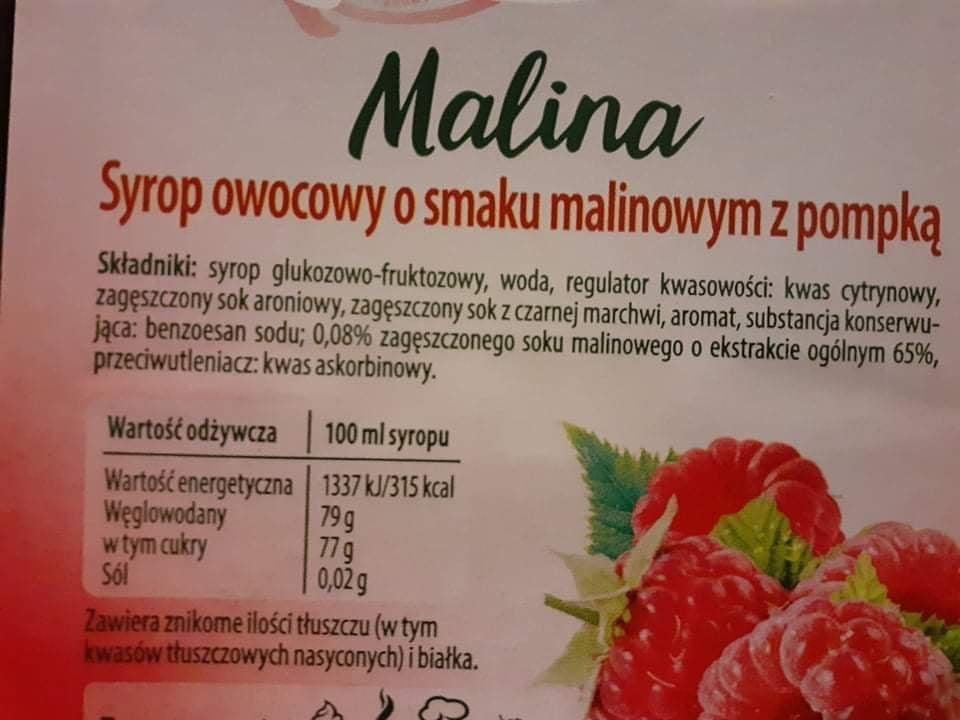 Malina
Syrop owocowy o smaku malinowym z pompką
Składniki: syrop glukozowo-fruktozowy, woda, regulator kwasowości: kwas cytrynowy,
zagęszczony sok aroniowy, zagęszczony sok z czarnej marchwi, aromat, substancja konserwu-
jąca: benzoesan sodu; 0,08% zagęszczonego soku malinowego o ekstrakcie ogólnym 65%,
przeciwutleniacz: kwas askorbinowy.
Wartość odżywcza 100 ml syropu
Wartość energetyczna 1337 kJ/315 kcal
Węglowodany 79 g
w tym cukry 77 g
Sól 0,02 g
Zawiera znikome ilości tłuszczu (w tym
kwasów tłuszczowych nasyconych) i białka.